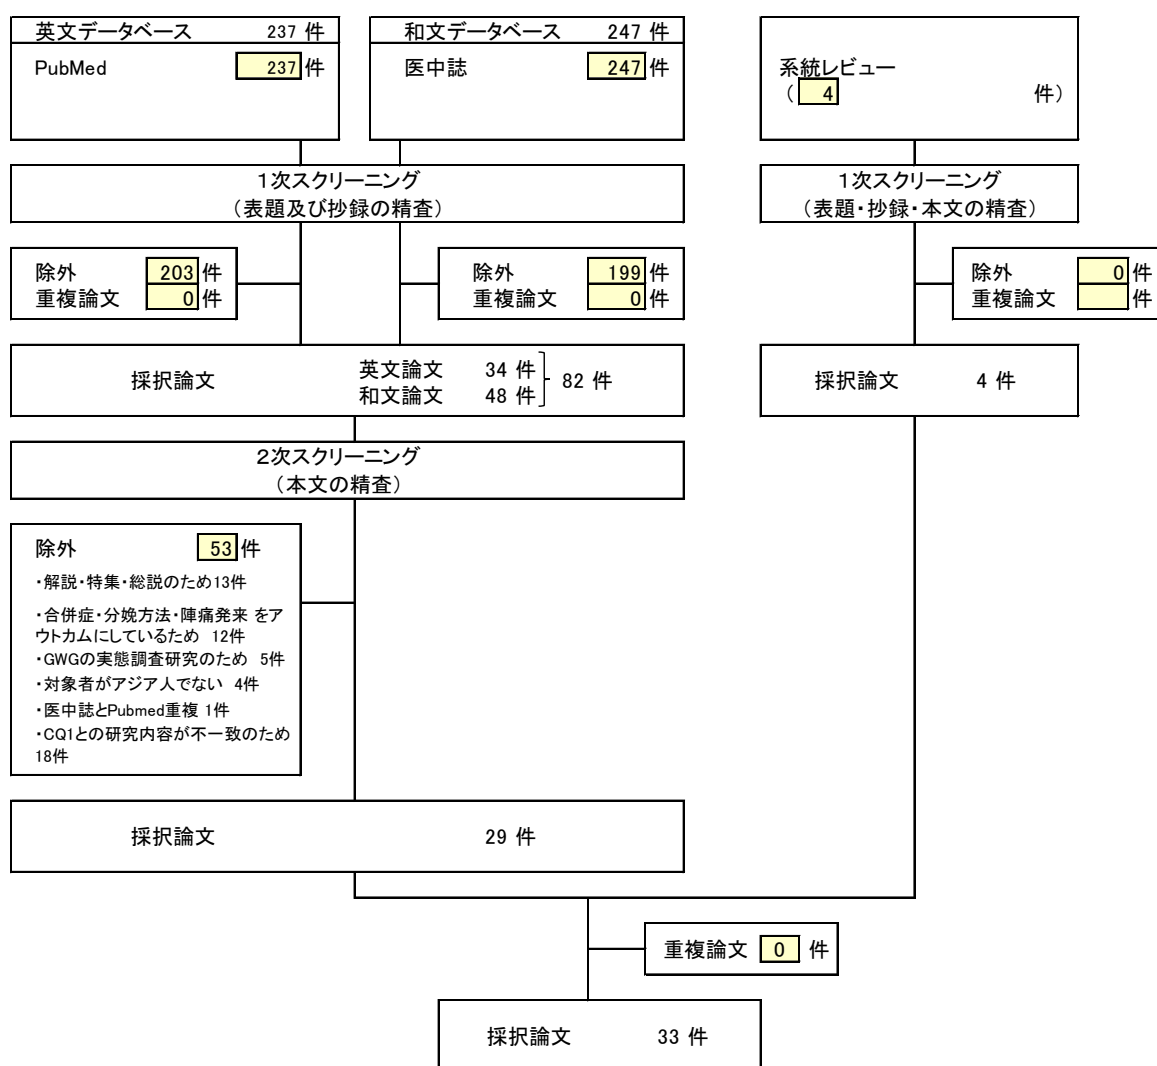 英文データベース 237 件
PubMed 237 件
和文データベース 247 件
医中誌 247 件
系統レビュー
( 4 件)
1次スクリーニング
(表題及び抄録の精査)
1次スクリーニング
(表題・抄録・本文の精査)
除外 203 件
重複論文 0 件
除外 199 件
重複論文 0 件
除外 0 件
重複論文 件
採択論文
英文論文 34 件
和文論文 48 件
82 件
採択論文 4 件
2次スクリーニング
(本文の精査)
除外 53 件
・解説・特集・総説のため13件
・合併症・分娩方法・陣痛発来 をア
ウトカムにしているため 12件
・GWGの実態調査研究のため 5件
・対象者がアジア人でない 4件
・医中誌とPubmed重複 1件
・CQ1との研究内容が不一致のため
18件
採択論文 29 件
重複論文 0 件
採択論文 33 件